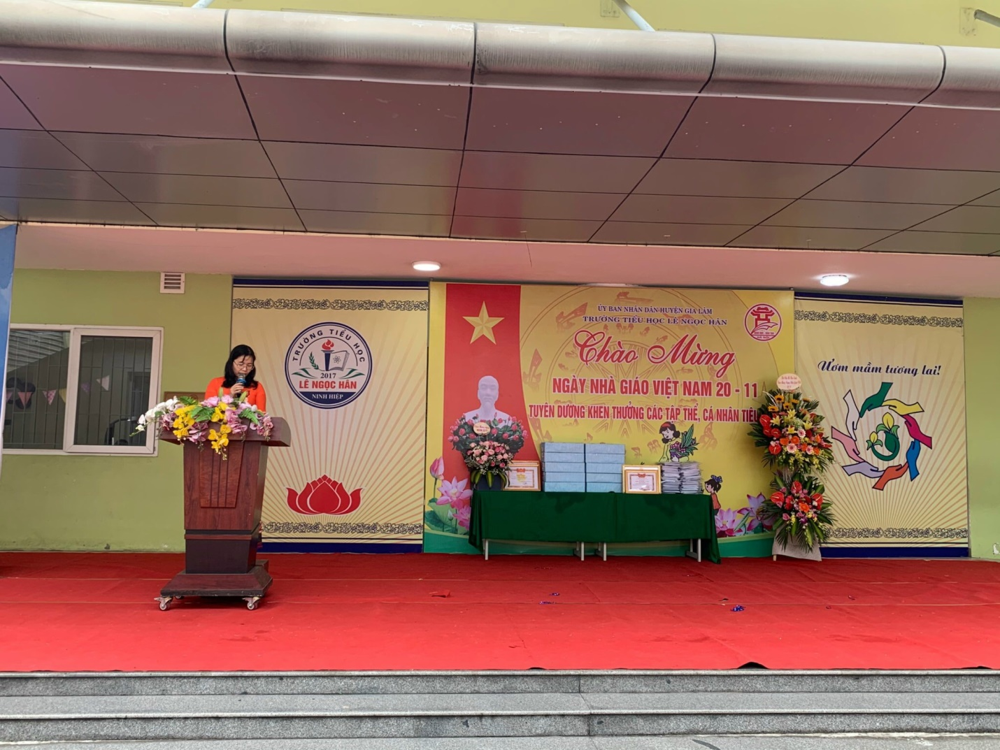 TRƯỜNG TIỂU HỌC
2017
LÊ NGỌC HÂN
NINH HIỆP
ỦY BAN NHÂN DÂN HUYỆN GIA LÂM
TRƯỜNG TIỂU HỌC LÊ NGỌC HÂN
Chào Mừng
NGÀY NHÀ GIÁO VIỆT NAM 20 - 11
TUYÊN DƯƠNG KHEN THƯỞNG CÁC TẬP THỂ, CÁ NHÂN TIÊU
Ươm mầm tương lai!